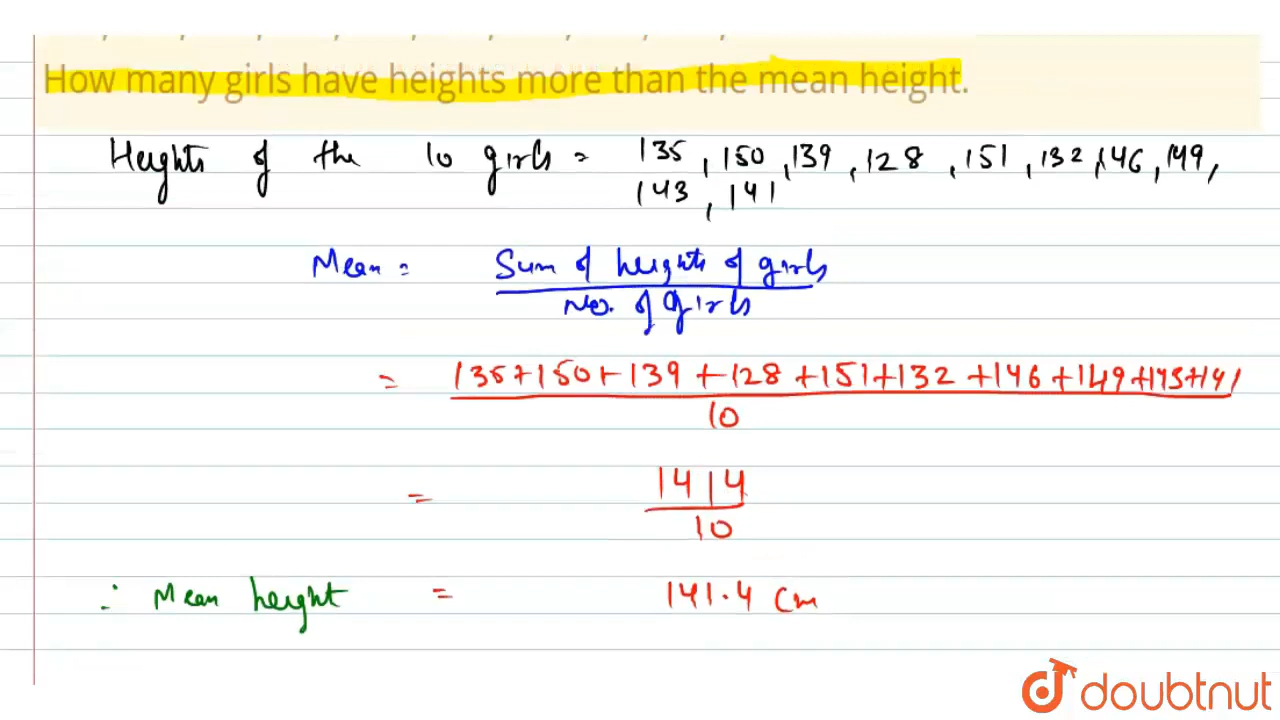 How many girls have heights more than the mean height.
Heights of the 10 girls = 135, 150, 139, 128, 151, 132, 146, 149,
143, 141
Mean = Sum of heights of girls
No. of Girls
= 135+150+139+128+151+132+146+149+143+141
10
= 1414
10
∴ Mean height = 141.4 cm
doubtnut